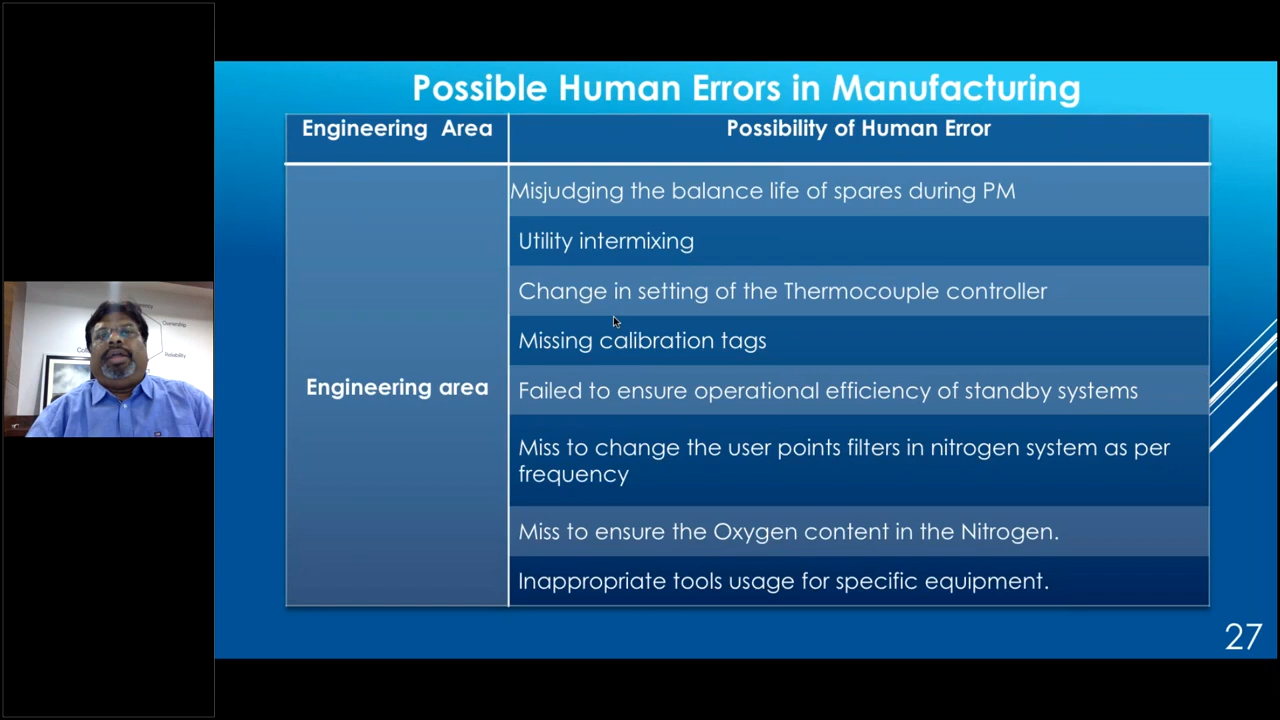 Possible Human Errors in Manufacturing
Engineering Area
Possibility of Human Error
Engineering area
Misjudging the balance life of spares during PM
Utility intermixing
Change in setting of the Thermocouple controller
Missing calibration tags
Failed to ensure operational efficiency of standby systems
Miss to change the user points filters in nitrogen system as per
frequency
Miss to ensure the Oxygen content in the Nitrogen.
Inappropriate tools usage for specific equipment.
27
Ownership
Reliability